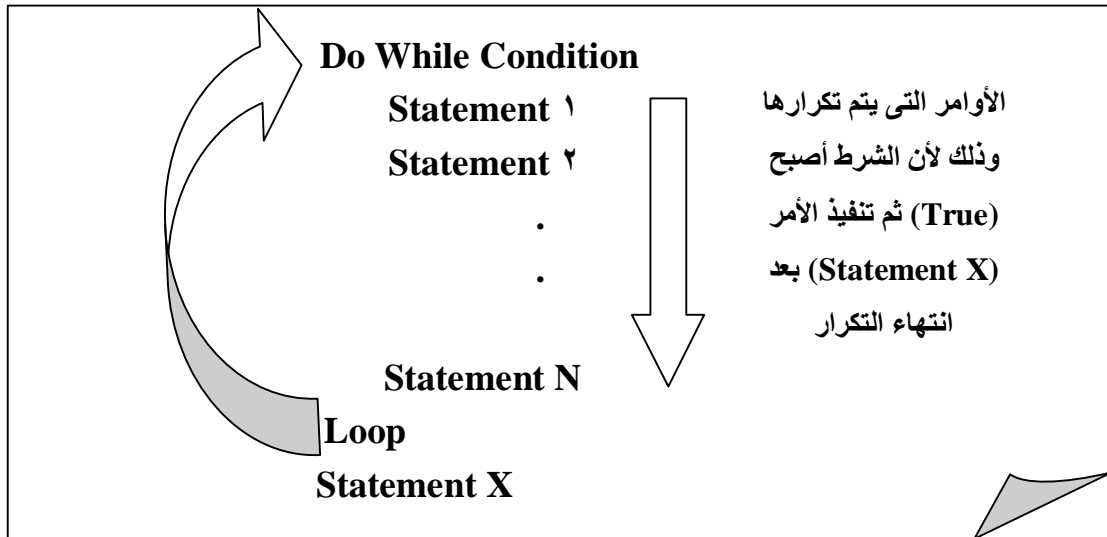 Do While Condition
Statement ١
Statement ٢
.
.
Statement N
Loop
Statement X
الأوامر التى يتم تكرارها
وذلك لأن الشرط أصبح
(True) ثم تنفيذ الأمر
(Statement X) بعد
انتهاء التكرار